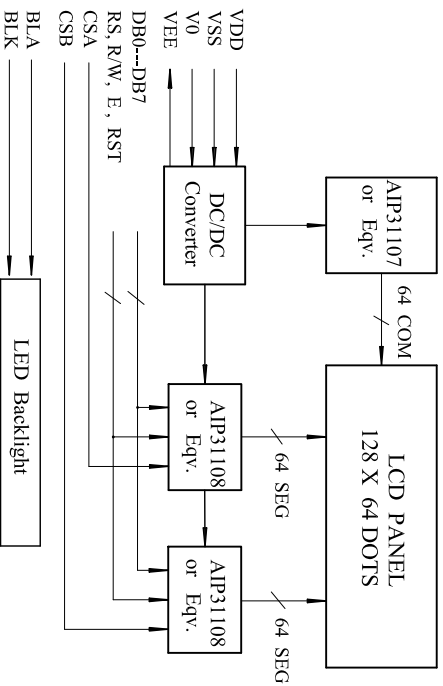 AIP31107
or Eqv.
64 COM
LCD PANEL
128 X 64 DOTS
VDD
VSS
V0
VEE
DC/DC
Converter
AIP31108
or Eqv.
64 SEG
AIP31108
or Eqv.
64 SEG
DB0---DB7
RS, R/W, E , RST
CSA
CSB
BLA
BLK
LED Backlight